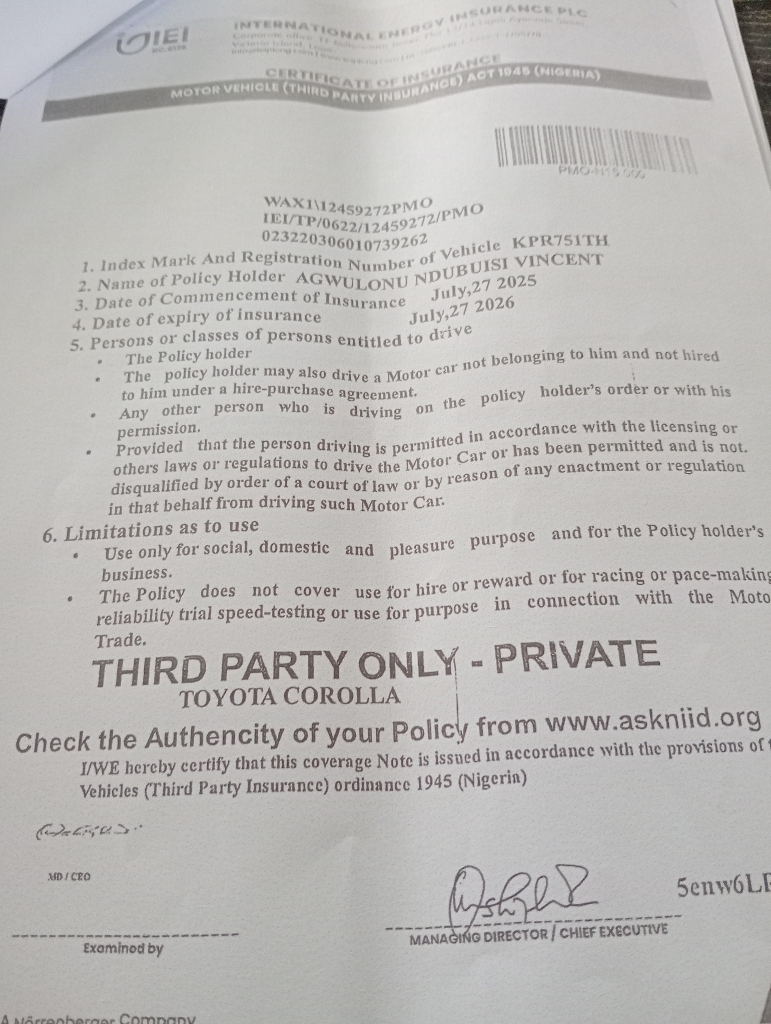 IEI
INTERNATIONAL ENERGY INSURANCE PLC
CERTIFICATE OF INSURANCE
MOTOR VEHICLE (THIRD PARTY INSURANCE) ACT 1945 (NIGERIA)
WAX1\12459272PMO
IEI/TP/0622/12459272/PMO
023220306010739262
1. Index Mark And Registration Number of Vehicle KPR751TH
2. Name of Policy Holder AGWULONU NDUBUISI VINCENT
3. Date of Commencement of Insurance July,27 2025
4. Date of expiry of insurance July,27 2026
5. Persons or classes of persons entitled to drive
• The Policy holder
• The policy holder may also drive a Motor car not belonging to him and not hired
to him under a hire-purchase agreement.
• Any other person who is driving on the policy holder's order or with his
permission.
• Provided that the person driving is permitted in accordance with the licensing or
others laws or regulations to drive the Motor Car or has been permitted and is not.
disqualified by order of a court of law or by reason of any enactment or regulation
in that behalf from driving such Motor Car.
6. Limitations as to use
• Use only for social, domestic and pleasure purpose and for the Policy holder's
business.
• The Policy does not cover use for hire or reward or for racing or pace-making
reliability trial speed-testing or use for purpose in connection with the Moto
Trade.
THIRD PARTY ONLY - PRIVATE
TOYOTA COROLLA
Check the Authencity of your Policy from www.askniid.org
I/WE hereby certify that this coverage Note is issued in accordance with the provisions of
Vehicles (Third Party Insurance) ordinance 1945 (Nigeria)
MD / CEO
5enw6L
Examined by
MANAGING DIRECTOR / CHIEF EXECUTIVE
A Norrenberger Company